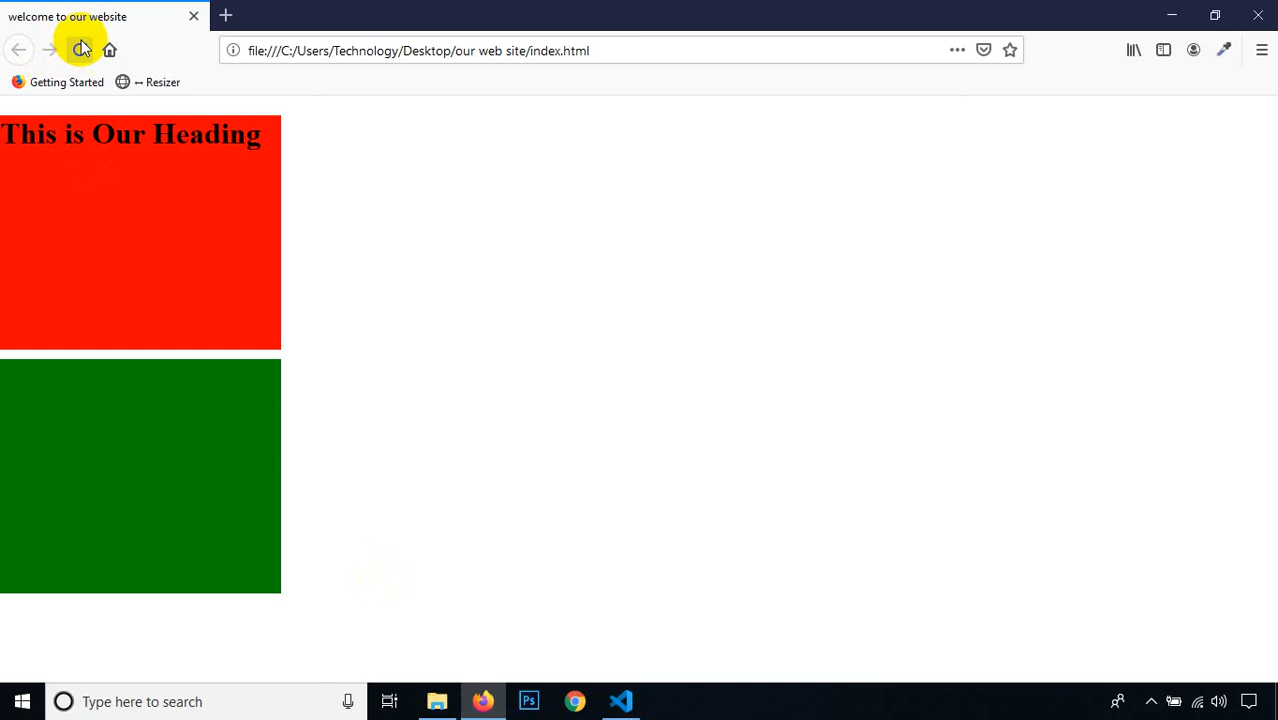 welcome to our website
file:///C:/Users/Technology/Desktop/our web site/index.html
Getting Started
↔ Resizer
This is Our Heading
Type here to search
Ps